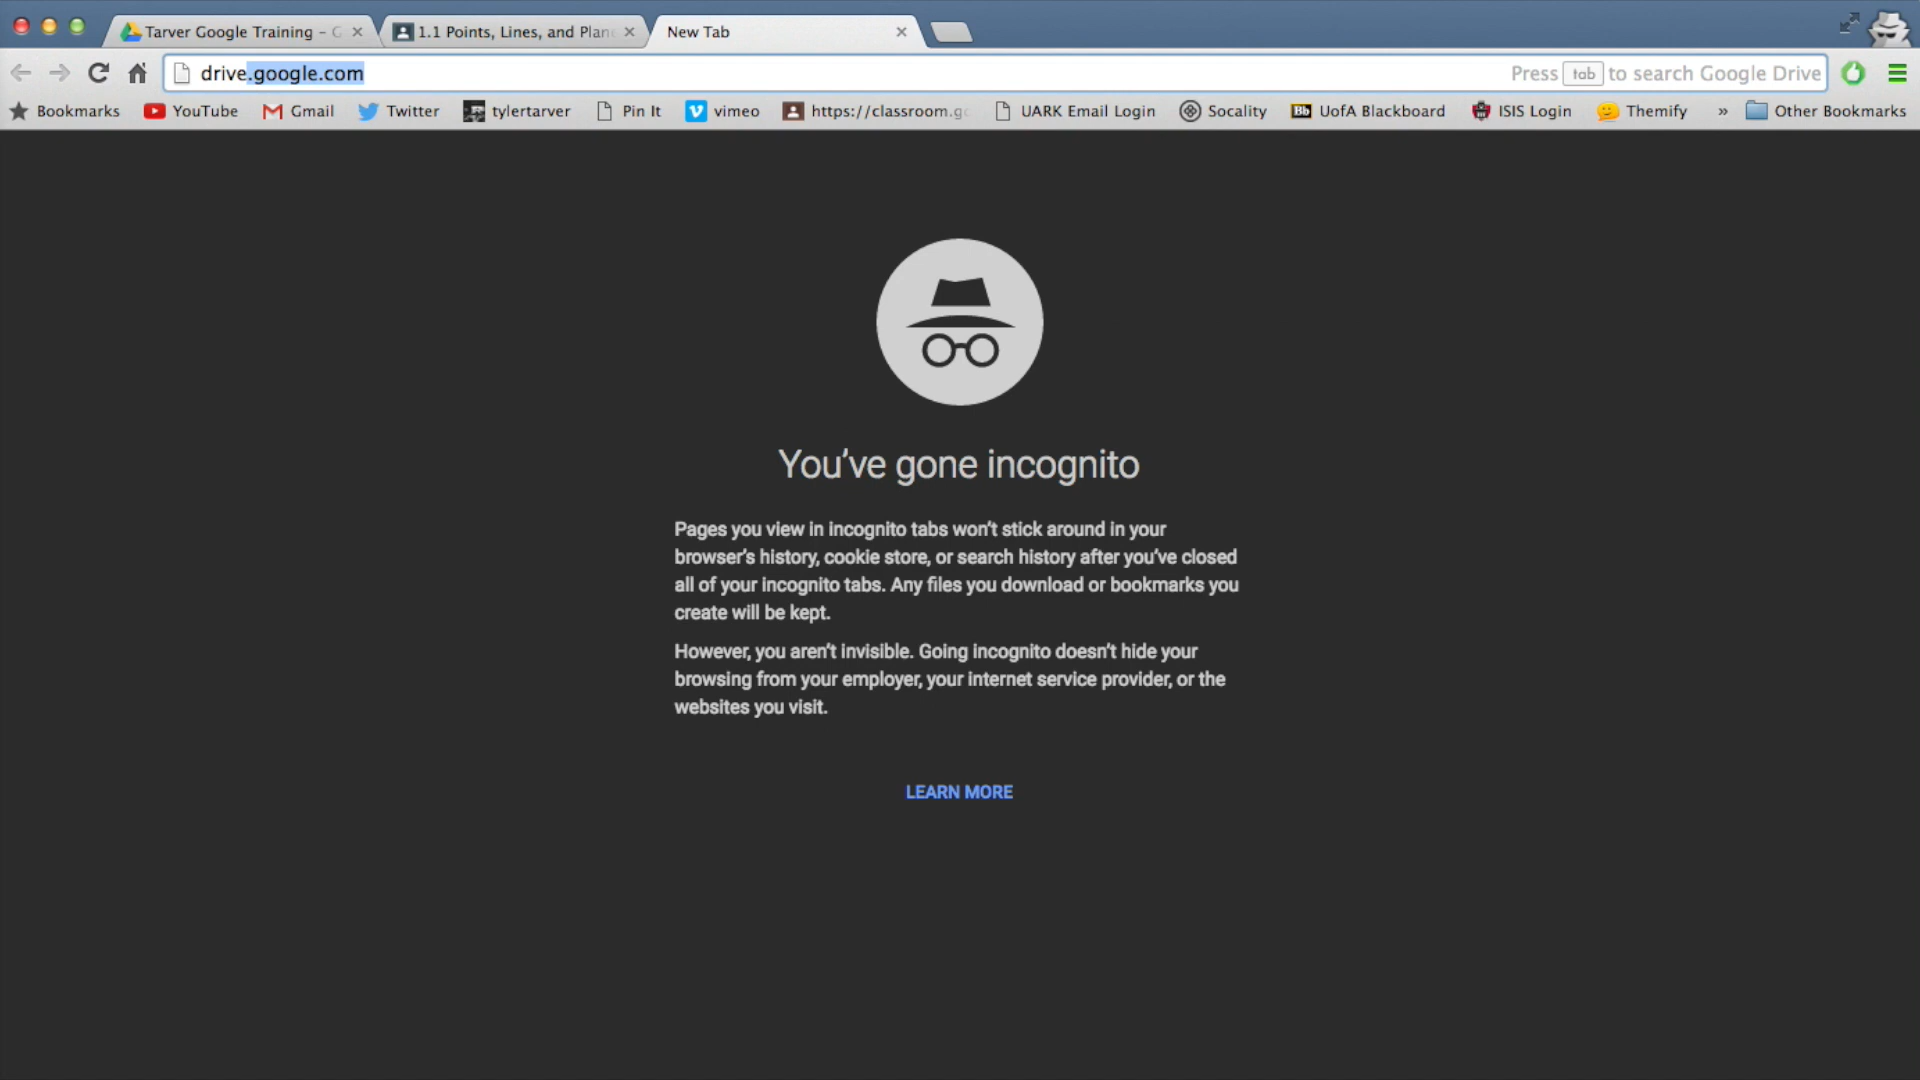 Tarver Google Training - G
1.1 Points, Lines, and Plan
New Tab
drive.google.com
Press tab to search Google Drive
Bookmarks
YouTube
Gmail
Twitter
tylertarver
Pin It
vimeo
https://classroom.go
UARK Email Login
Socality
Bb UofA Blackboard
ISIS Login
Themify
»
Other Bookmarks
You've gone incognito
Pages you view in incognito tabs won't stick around in your
browser's history, cookie store, or search history after you've closed
all of your incognito tabs. Any files you download or bookmarks you
create will be kept.
However, you aren't invisible. Going incognito doesn't hide your
browsing from your employer, your internet service provider, or the
websites you visit.
LEARN MORE